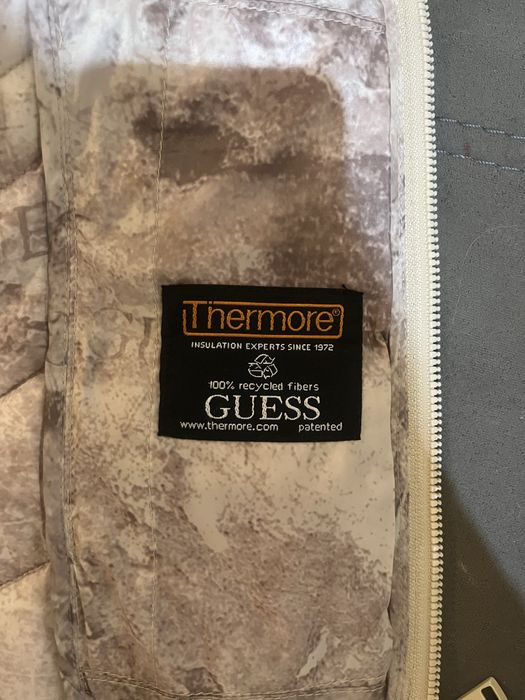 Thermore®
INSULATION EXPERTS SINCE 1972
100% recycled fibers
GUESS
www.thermore.com patented